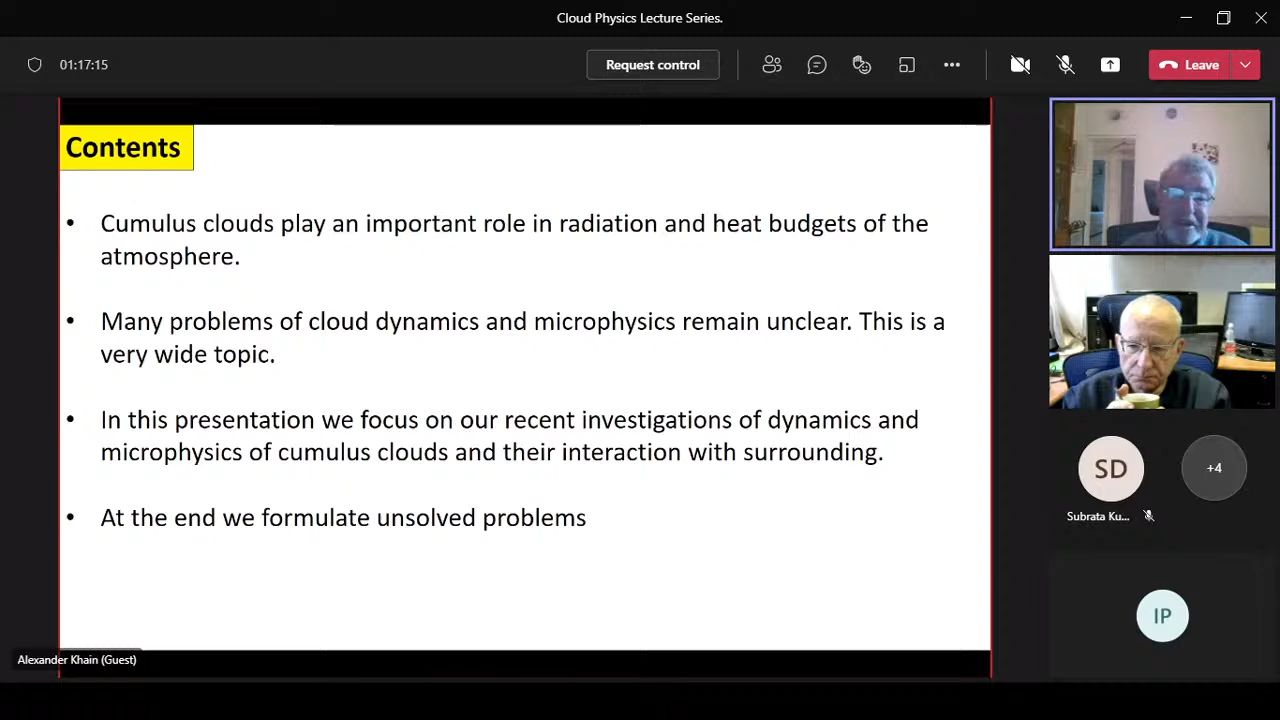 Cloud Physics Lecture Series.
01:17:15
Request control
Leave
Contents
• Cumulus clouds play an important role in radiation and heat budgets of the
atmosphere.
• Many problems of cloud dynamics and microphysics remain unclear. This is a
very wide topic.
• In this presentation we focus on our recent investigations of dynamics and
microphysics of cumulus clouds and their interaction with surrounding.
• At the end we formulate unsolved problems
SD
+4
Subrata Ku...
IP
Alexander Khain (Guest)